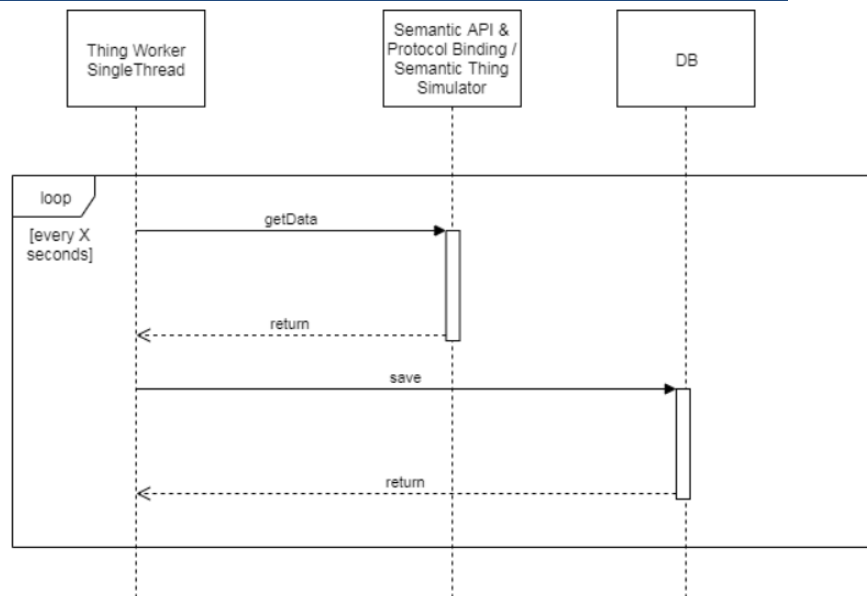 Thing Worker
SingleThread
Semantic API &
Protocol Binding /
Semantic Thing
Simulator
DB
loop
[every X
seconds]
getData
return
save
return